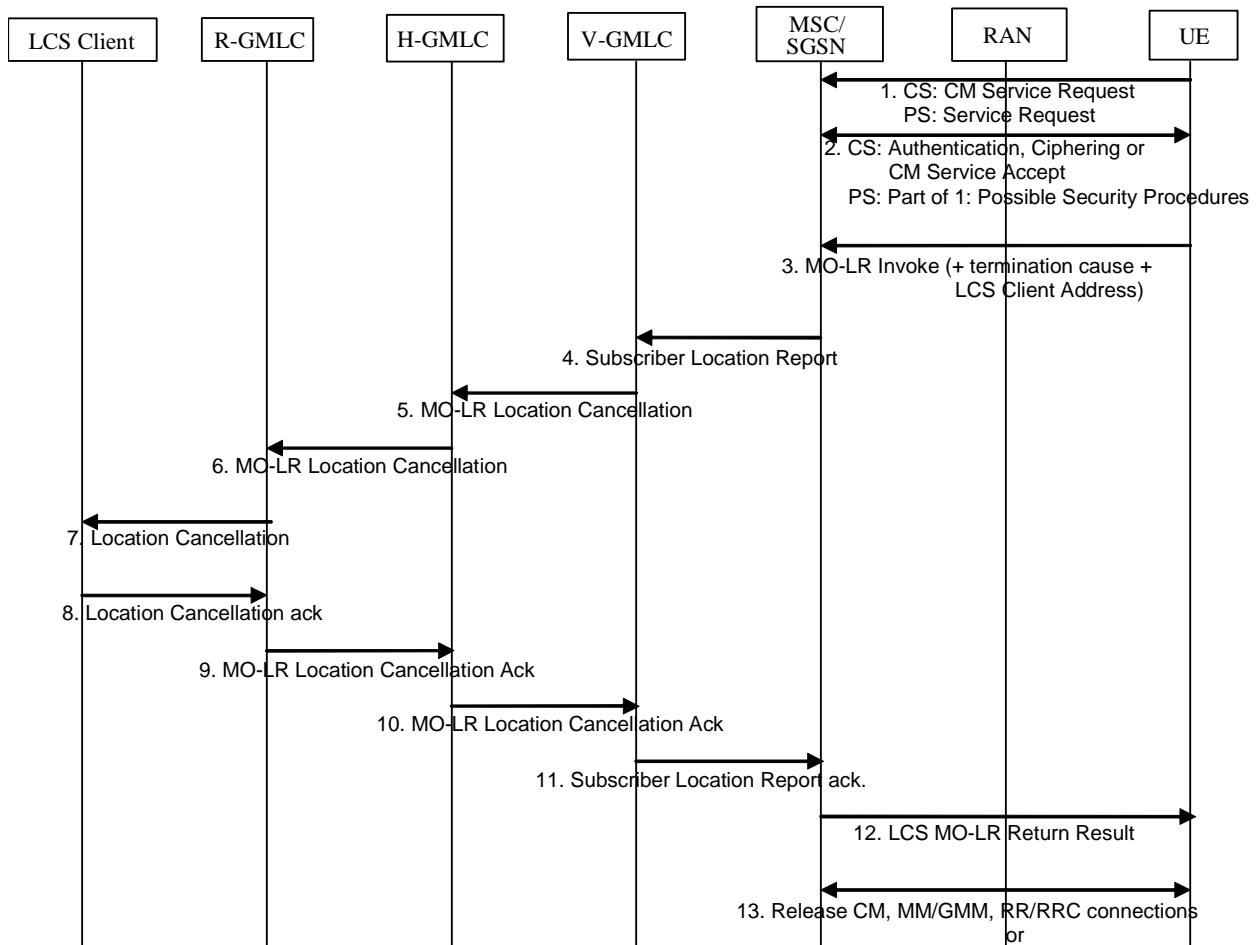 LCS Client
R-GMLC
H-GMLC
V-GMLC
MSC/
SGSN
RAN
UE
1. CS: CM Service Request
PS: Service Request
2. CS: Authentication, Ciphering or
CM Service Accept
PS: Part of 1: Possible Security Procedures
3. MO-LR Invoke (+ termination cause +
LCS Client Address)
4. Subscriber Location Report
5. MO-LR Location Cancellation
6. MO-LR Location Cancellation
7. Location Cancellation
8. Location Cancellation ack
9. MO-LR Location Cancellation Ack
10. MO-LR Location Cancellation Ack
11. Subscriber Location Report ack.
12. LCS MO-LR Return Result
13. Release CM, MM/GMM, RR/RRC connections
or